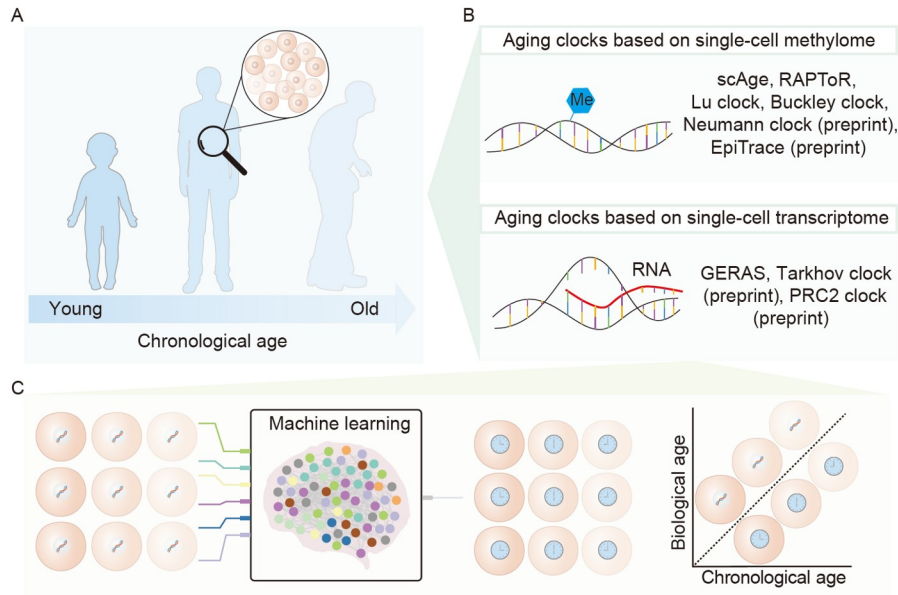 A
Young
Old
Chronological age
B
Aging clocks based on single-cell methylome
Me
scAge, RAPToR,
Lu clock, Buckley clock,
Neumann clock (preprint),
EpiTrace (preprint)
Aging clocks based on single-cell transcriptome
RNA
GERAS, Tarkhov clock
(preprint), PRC2 clock
(preprint)
C
Machine learning
Biological age
Chronological age